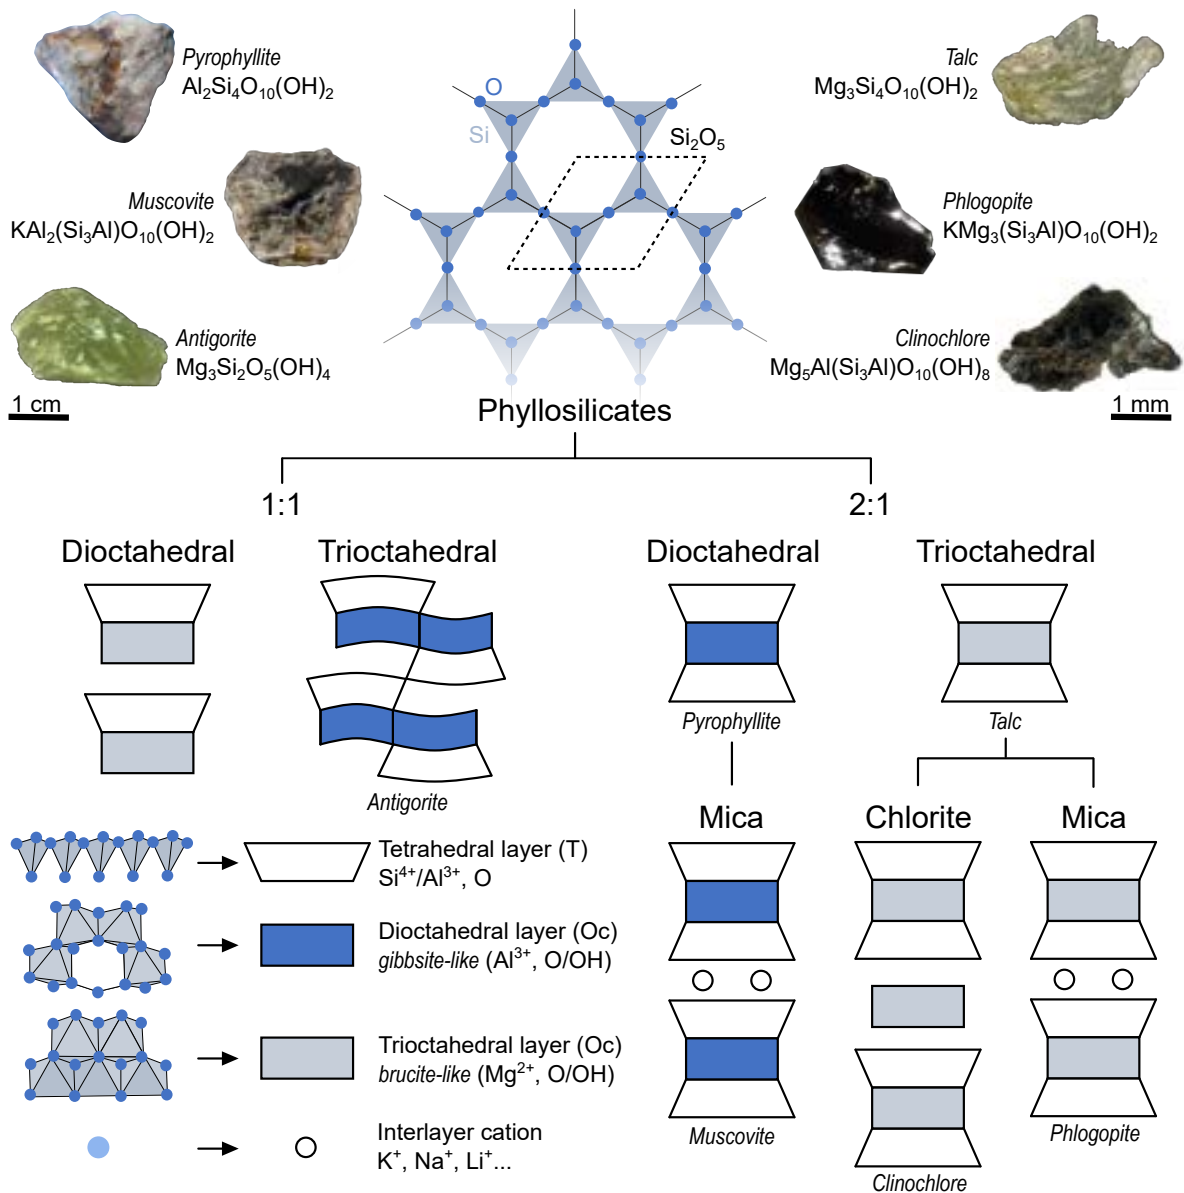 Pyrophyllite
Al₂Si₄O₁₀(OH)₂
Muscovite
KAl₂(Si₃Al)O₁₀(OH)₂
Antigorite
Mg₃Si₂O₅(OH)₄
1 cm
O
Si
Si₂O₅
Talc
Mg₃Si₄O₁₀(OH)₂
Phlogopite
KMg₃(Si₃Al)O₁₀(OH)₂
Clinochlore
Mg₅Al(Si₃Al)O₁₀(OH)₈
1 mm
Phyllosilicates
1:1
2:1
Dioctahedral
Trioctahedral
Dioctahedral
Trioctahedral
Antigorite
Pyrophyllite
Talc
Mica
Chlorite
Mica
Muscovite
Clinochlore
Phlogopite
Tetrahedral layer (T)
Si⁴⁺/Al³⁺, O
Dioctahedral layer (Oc)
gibbsite-like (Al³⁺, O/OH)
Trioctahedral layer (Oc)
brucite-like (Mg²⁺, O/OH)
Interlayer cation
K⁺, Na⁺, Li⁺...